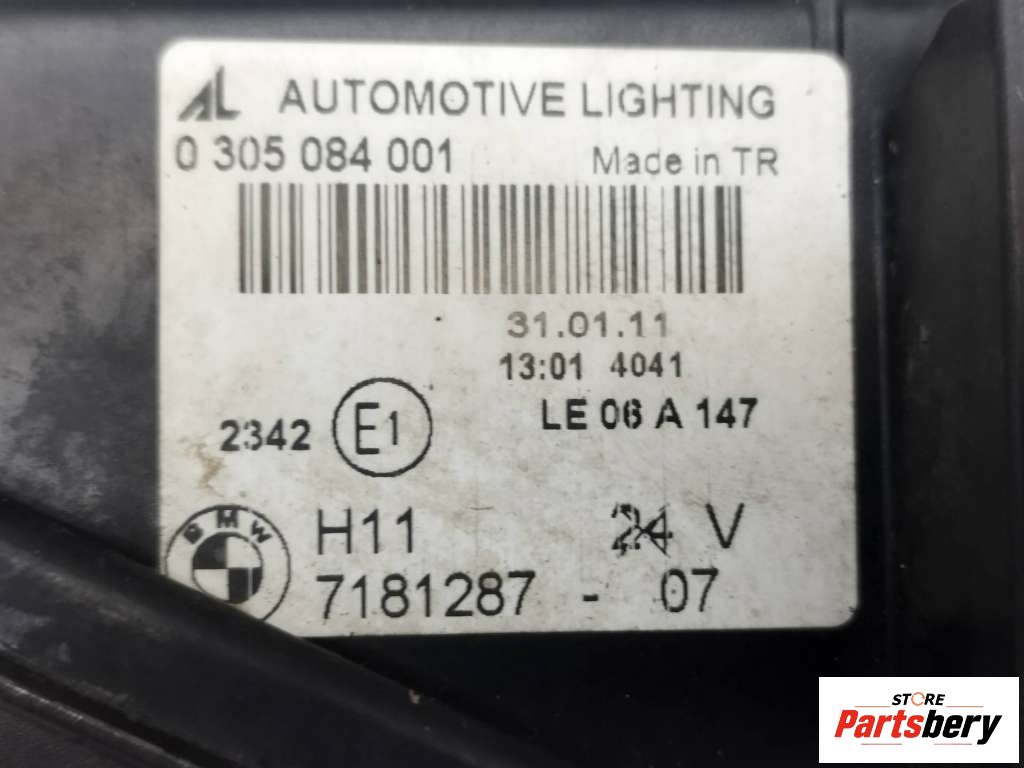 AL AUTOMOTIVE LIGHTING
0 305 084 001 Made in TR
31.01.11
13:01 4041
2342 E1 LE 06 A 147
BMW H11 24 V
7181287 - 07
STORE
Partsbery